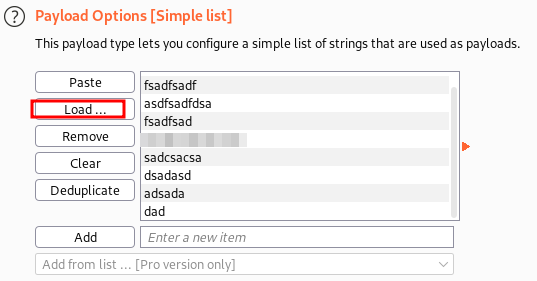 ? Payload Options [Simple list]
This payload type lets you configure a simple list of strings that are used as payloads.
Paste
Load ...
Remove
Clear
Deduplicate
fsadfsadf
asdfsadfdsa
fsadfsad
sadcsacsa
dsadasd
adsada
dad
Add
Enter a new item
Add from list ... [Pro version only]